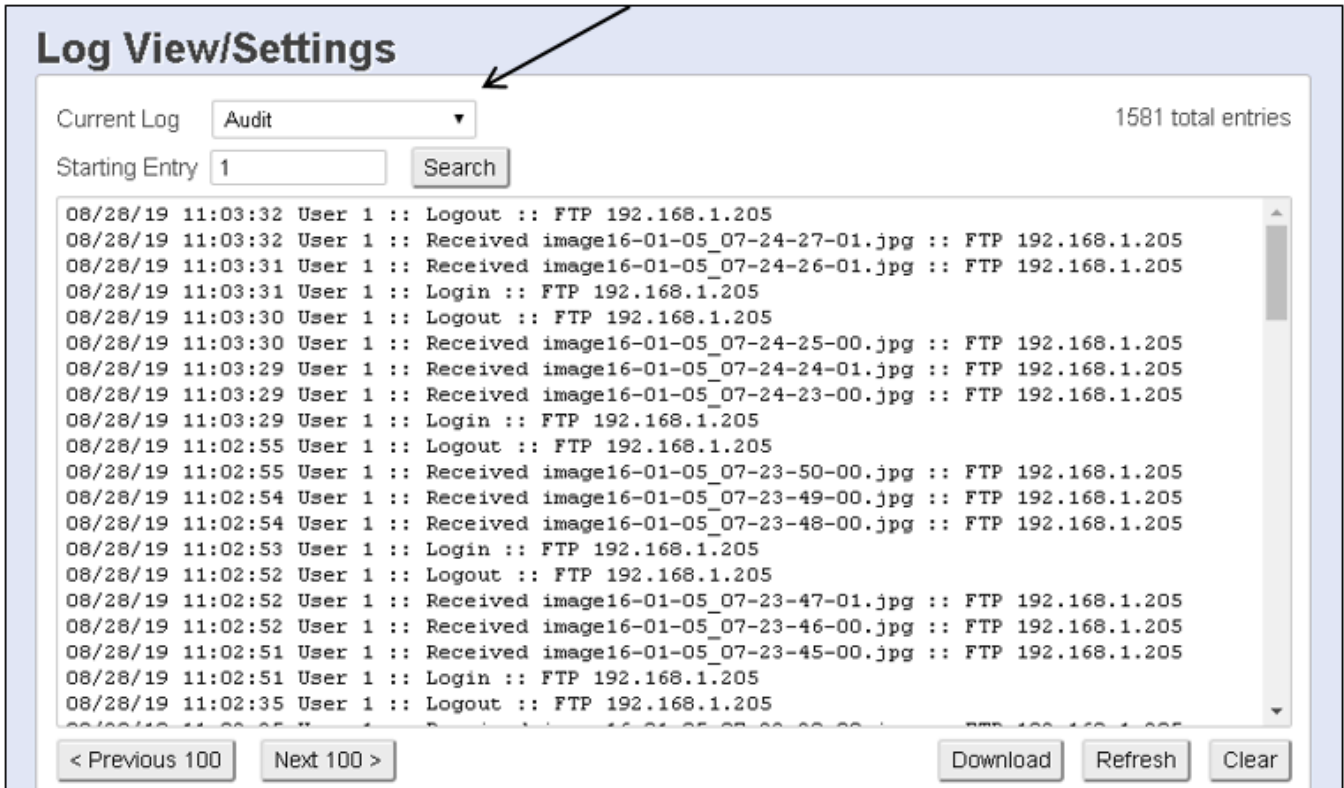 Log View/Settings
Current Log Audit 1581 total entries
Starting Entry 1 Search
08/28/19 11:03:32 User 1 :: Logout :: FTP 192.168.1.205
08/28/19 11:03:32 User 1 :: Received image16-01-05_07-24-27-01.jpg :: FTP 192.168.1.205
08/28/19 11:03:31 User 1 :: Received image16-01-05_07-24-26-01.jpg :: FTP 192.168.1.205
08/28/19 11:03:31 User 1 :: Login :: FTP 192.168.1.205
08/28/19 11:03:30 User 1 :: Logout :: FTP 192.168.1.205
08/28/19 11:03:30 User 1 :: Received image16-01-05_07-24-25-00.jpg :: FTP 192.168.1.205
08/28/19 11:03:29 User 1 :: Received image16-01-05_07-24-24-01.jpg :: FTP 192.168.1.205
08/28/19 11:03:29 User 1 :: Received image16-01-05_07-24-23-00.jpg :: FTP 192.168.1.205
08/28/19 11:03:29 User 1 :: Login :: FTP 192.168.1.205
08/28/19 11:02:55 User 1 :: Logout :: FTP 192.168.1.205
08/28/19 11:02:55 User 1 :: Received image16-01-05_07-23-50-00.jpg :: FTP 192.168.1.205
08/28/19 11:02:54 User 1 :: Received image16-01-05_07-23-49-00.jpg :: FTP 192.168.1.205
08/28/19 11:02:54 User 1 :: Received image16-01-05_07-23-48-00.jpg :: FTP 192.168.1.205
08/28/19 11:02:53 User 1 :: Login :: FTP 192.168.1.205
08/28/19 11:02:52 User 1 :: Logout :: FTP 192.168.1.205
08/28/19 11:02:52 User 1 :: Received image16-01-05_07-23-47-01.jpg :: FTP 192.168.1.205
08/28/19 11:02:52 User 1 :: Received image16-01-05_07-23-46-00.jpg :: FTP 192.168.1.205
08/28/19 11:02:51 User 1 :: Received image16-01-05_07-23-45-00.jpg :: FTP 192.168.1.205
08/28/19 11:02:51 User 1 :: Login :: FTP 192.168.1.205
08/28/19 11:02:35 User 1 :: Logout :: FTP 192.168.1.205
< Previous 100 Next 100 > Download Refresh Clear